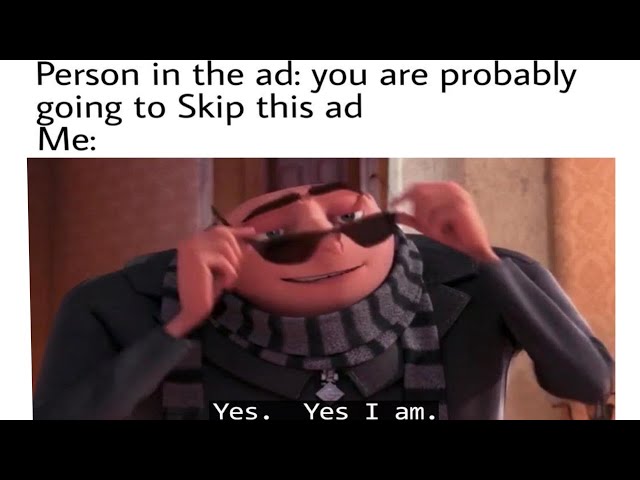 Person in the ad: you are probably
going to Skip this ad
Me:
Yes. Yes I am.